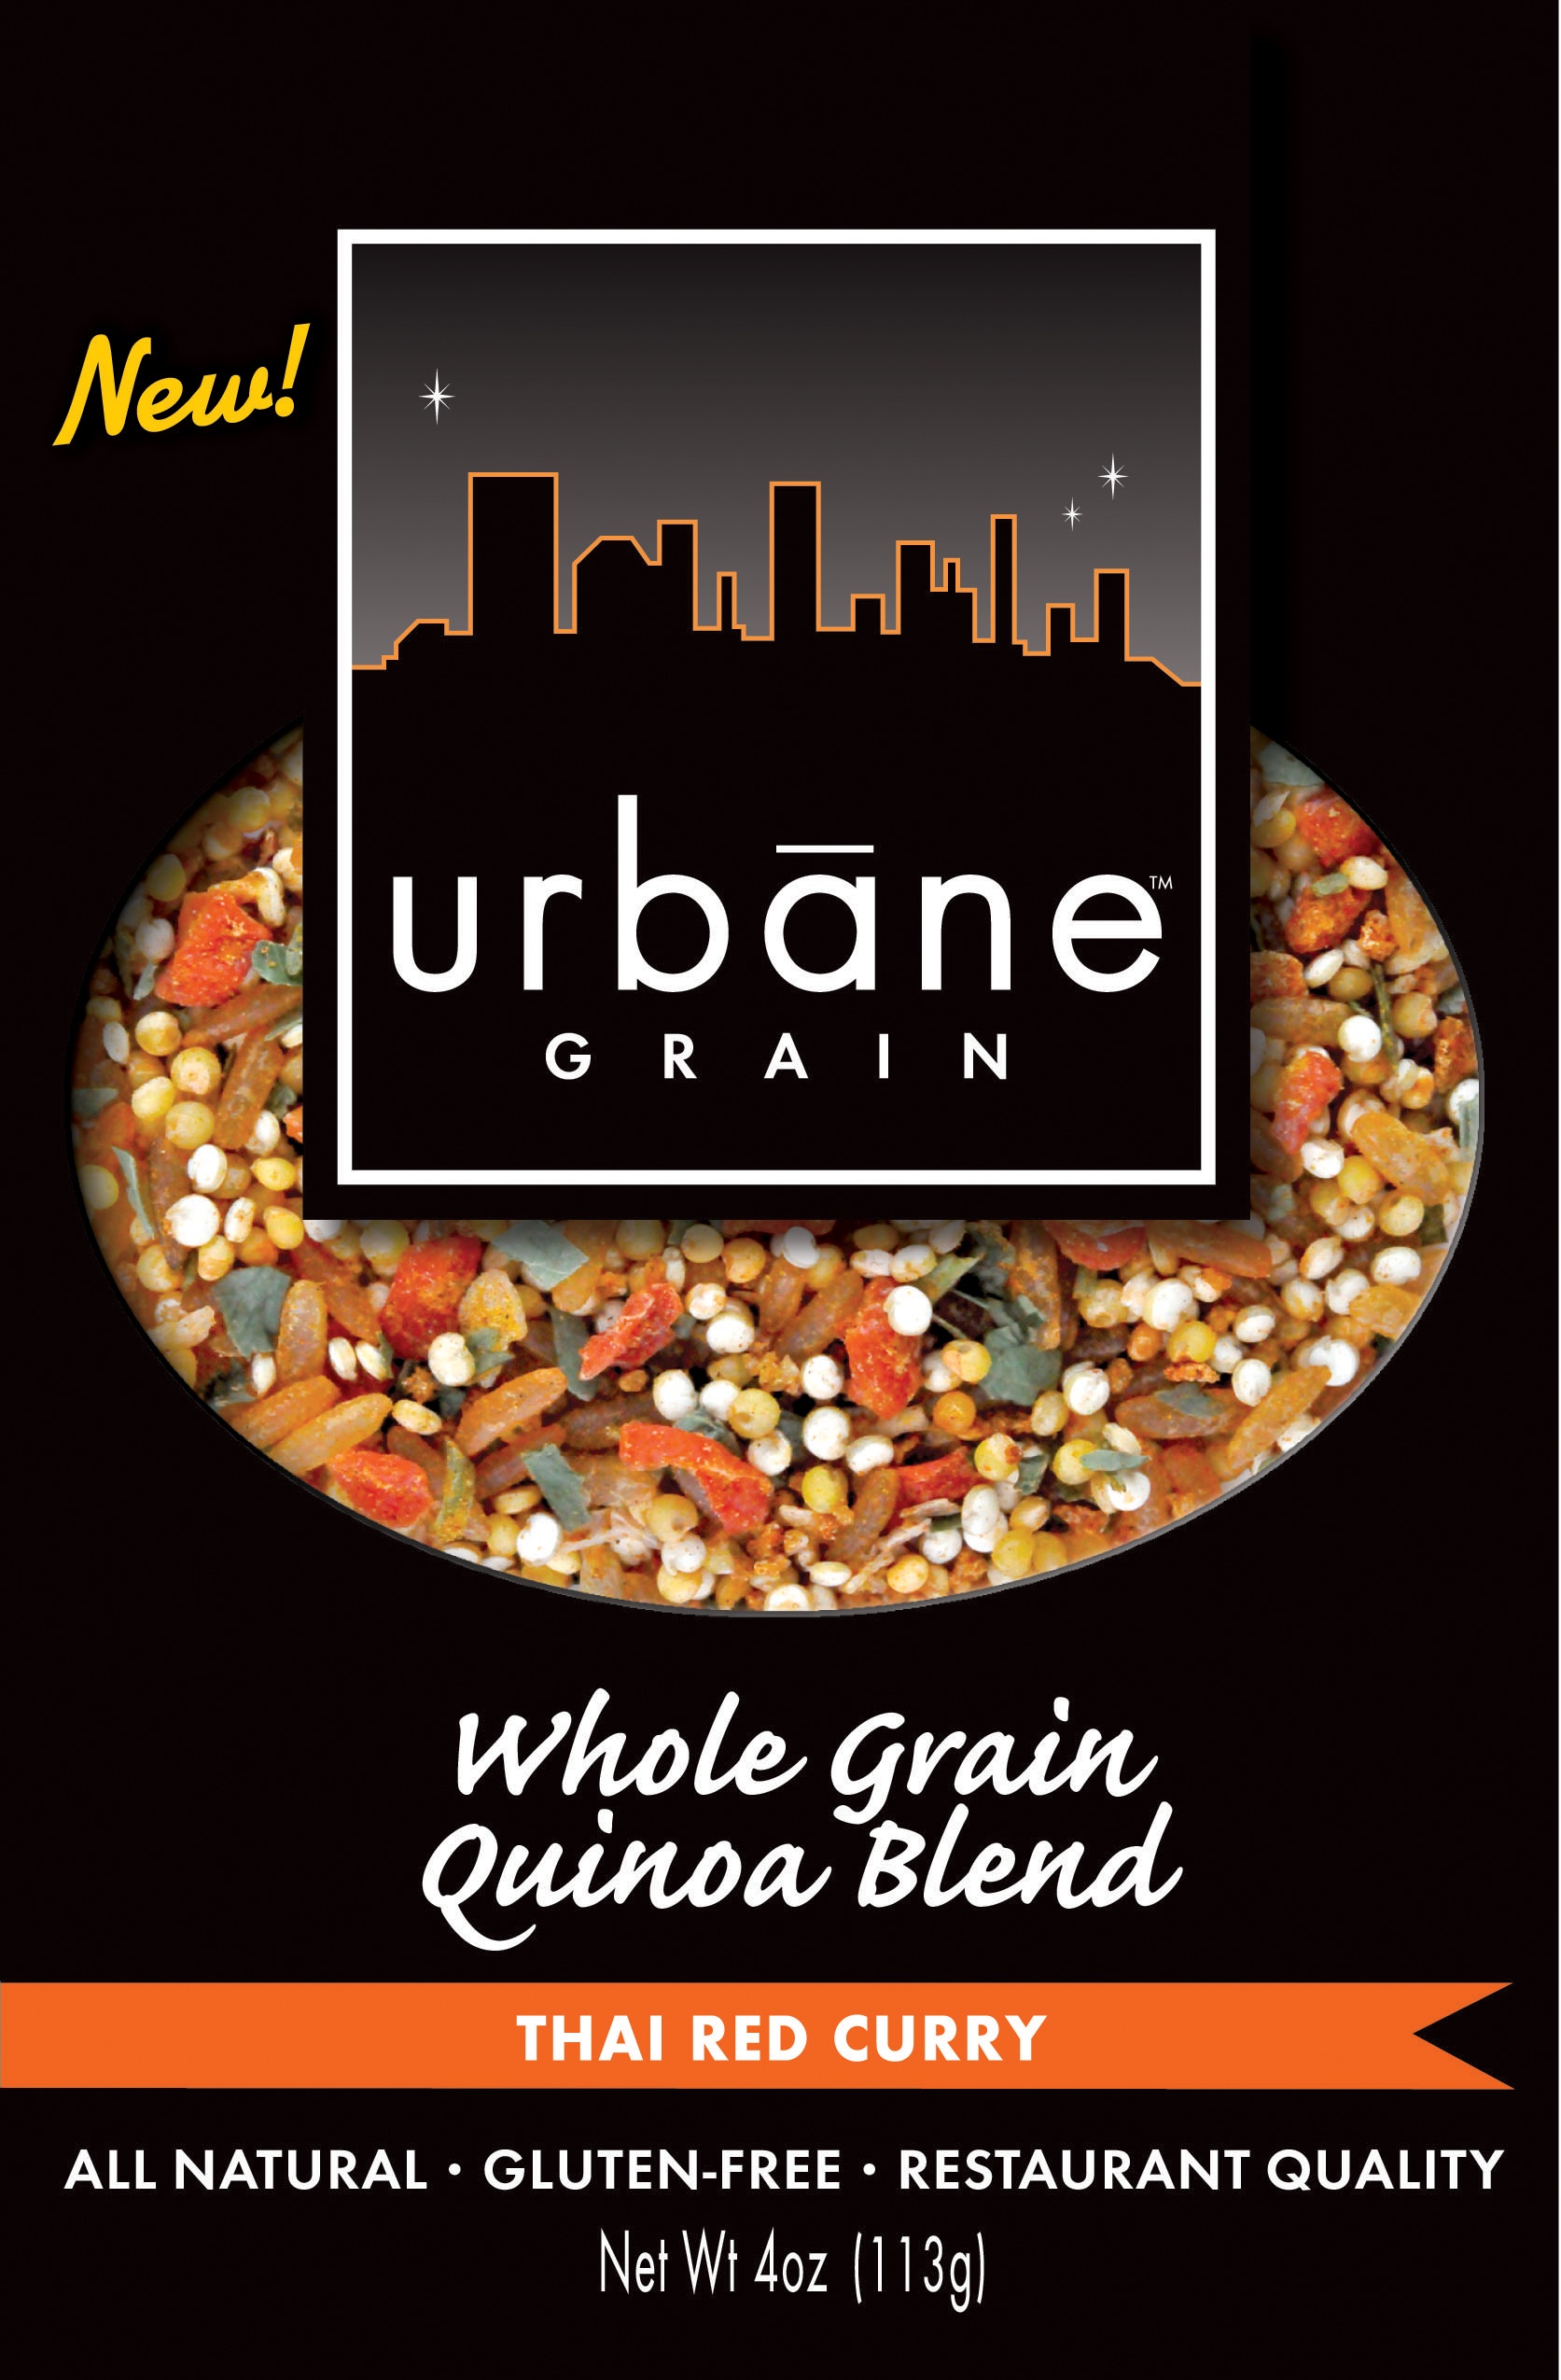 New!
urbāne™
GRAIN
Whole Grain
Quinoa Blend
THAI RED CURRY
ALL NATURAL • GLUTEN-FREE • RESTAURANT QUALITY
Net Wt 4oz (113g)